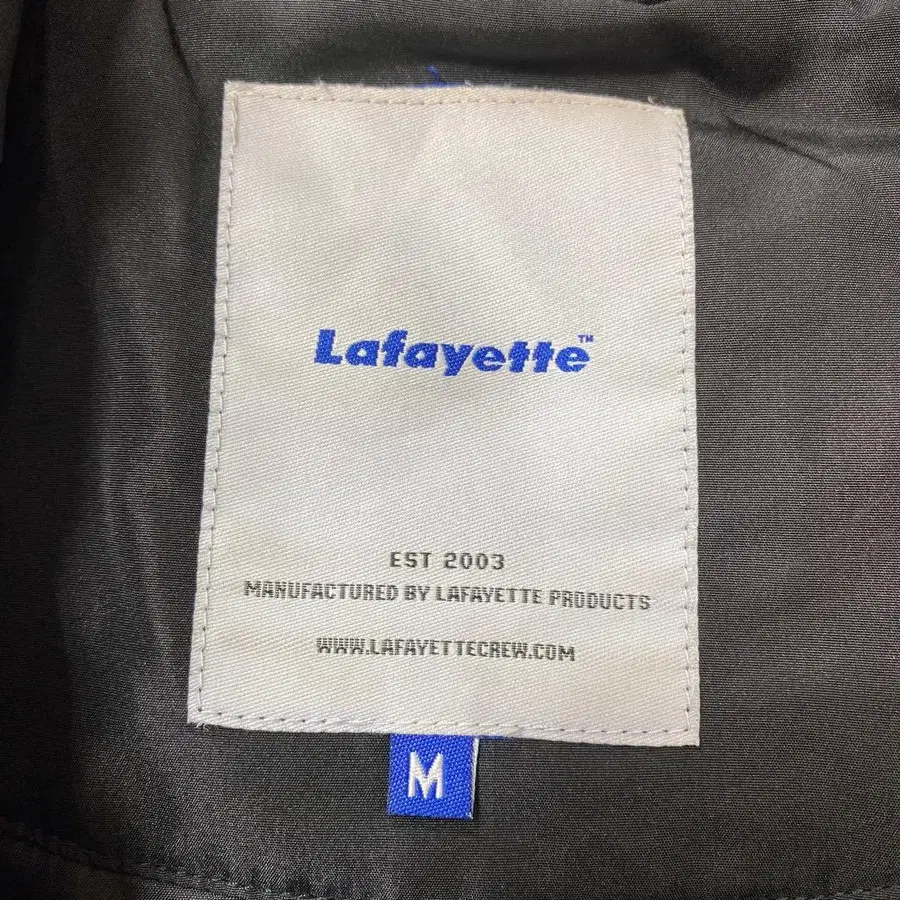 Lafayette™
EST 2003
MANUFACTURED BY LAFAYETTE PRODUCTS
WWW.LAFAYETTECREW.COM
M